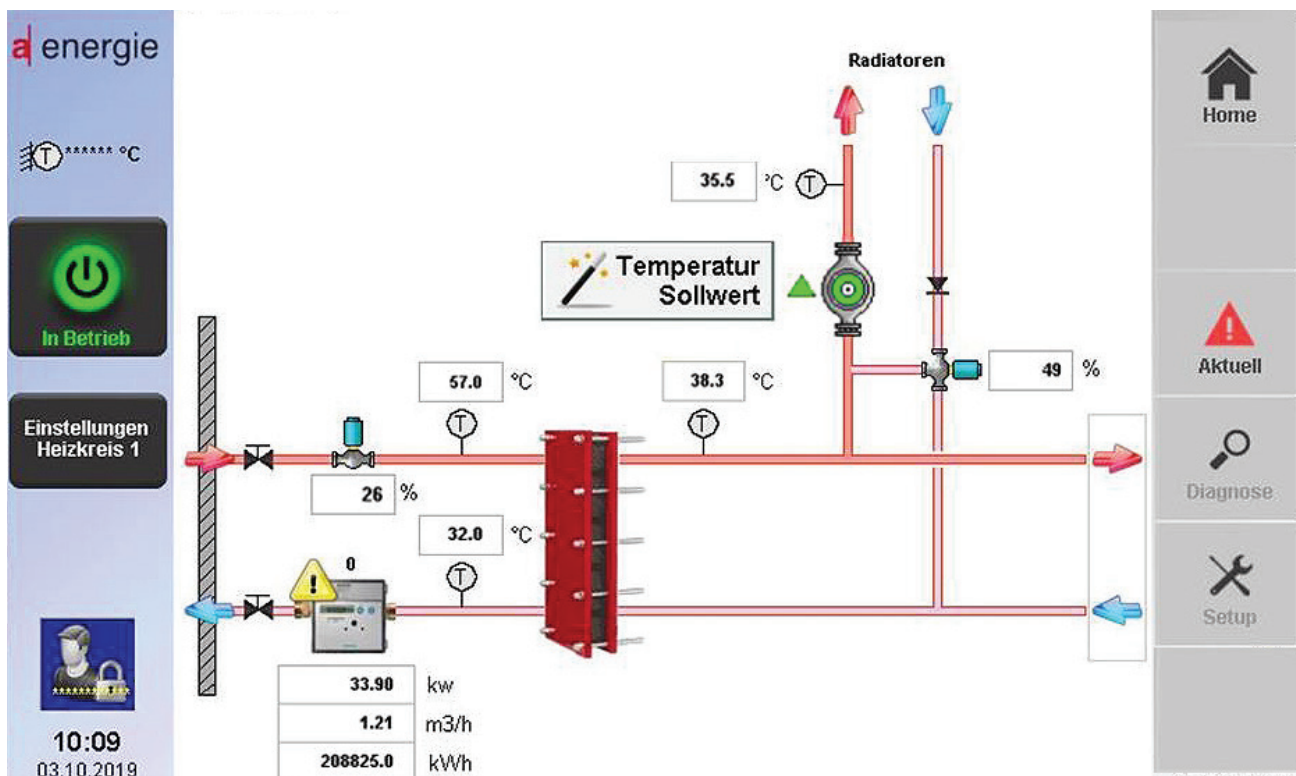 a energie
T ****** °C
In Betrieb
Einstellungen
Heizkreis 1
************
10:09
03.10.2019
Radiatoren
35.5 °C T
Temperatur
Sollwert
57.0 °C
T
38.3 °C
T
49 %
26 %
32.0 °C
T
0
33.90 kw
1.21 m3/h
208825.0 kWh
Home
Aktuell
Diagnose
Setup